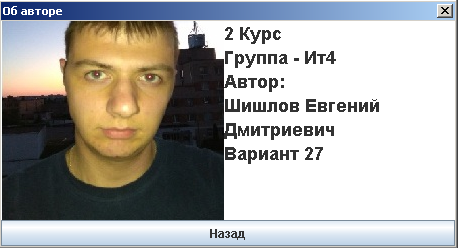 Об авторе
2 Курс
Группа - Ит4
Автор:
Шишлов Евгений
Дмитриевич
Вариант 27
Назад